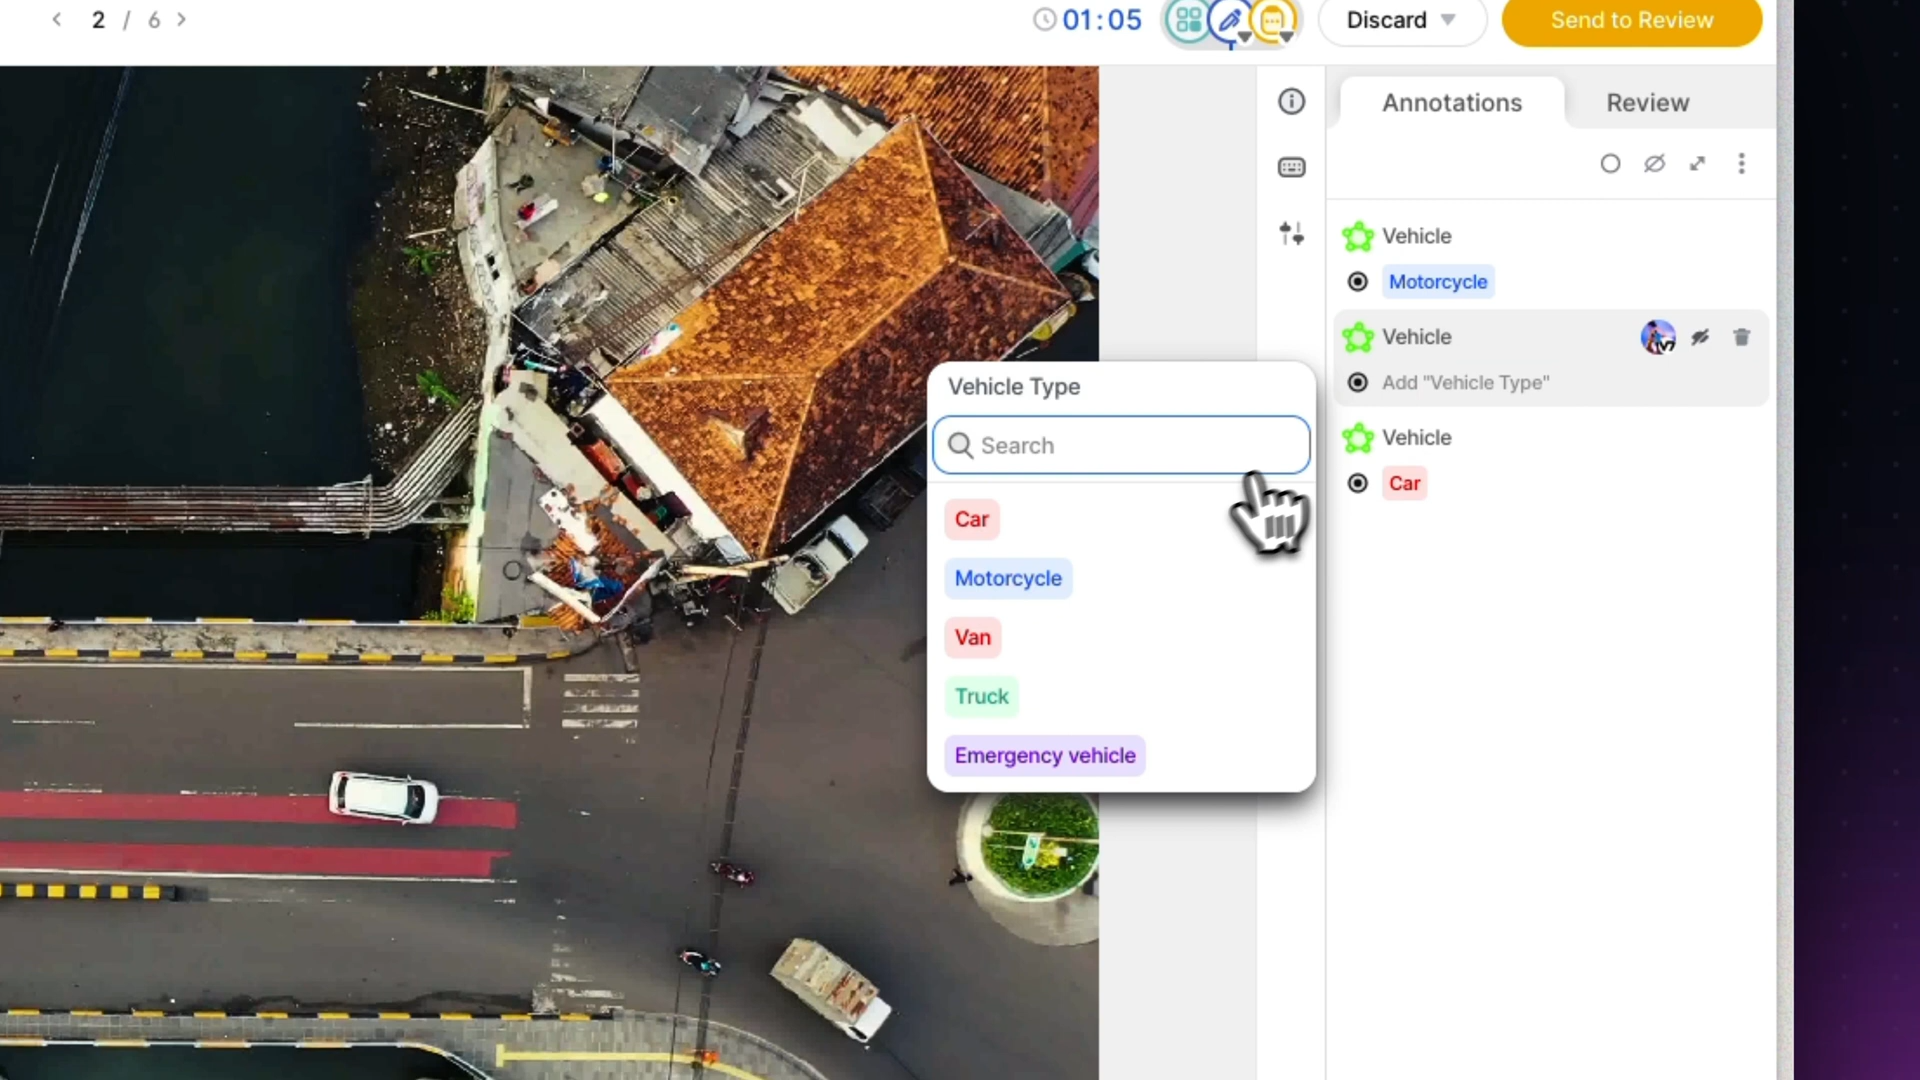 2 / 6
01:05
Discard
Send to Review
Annotations
Review
Vehicle
Motorcycle
Vehicle
Add "Vehicle Type"
Vehicle
Car
Vehicle Type
Search
Car
Motorcycle
Van
Truck
Emergency vehicle